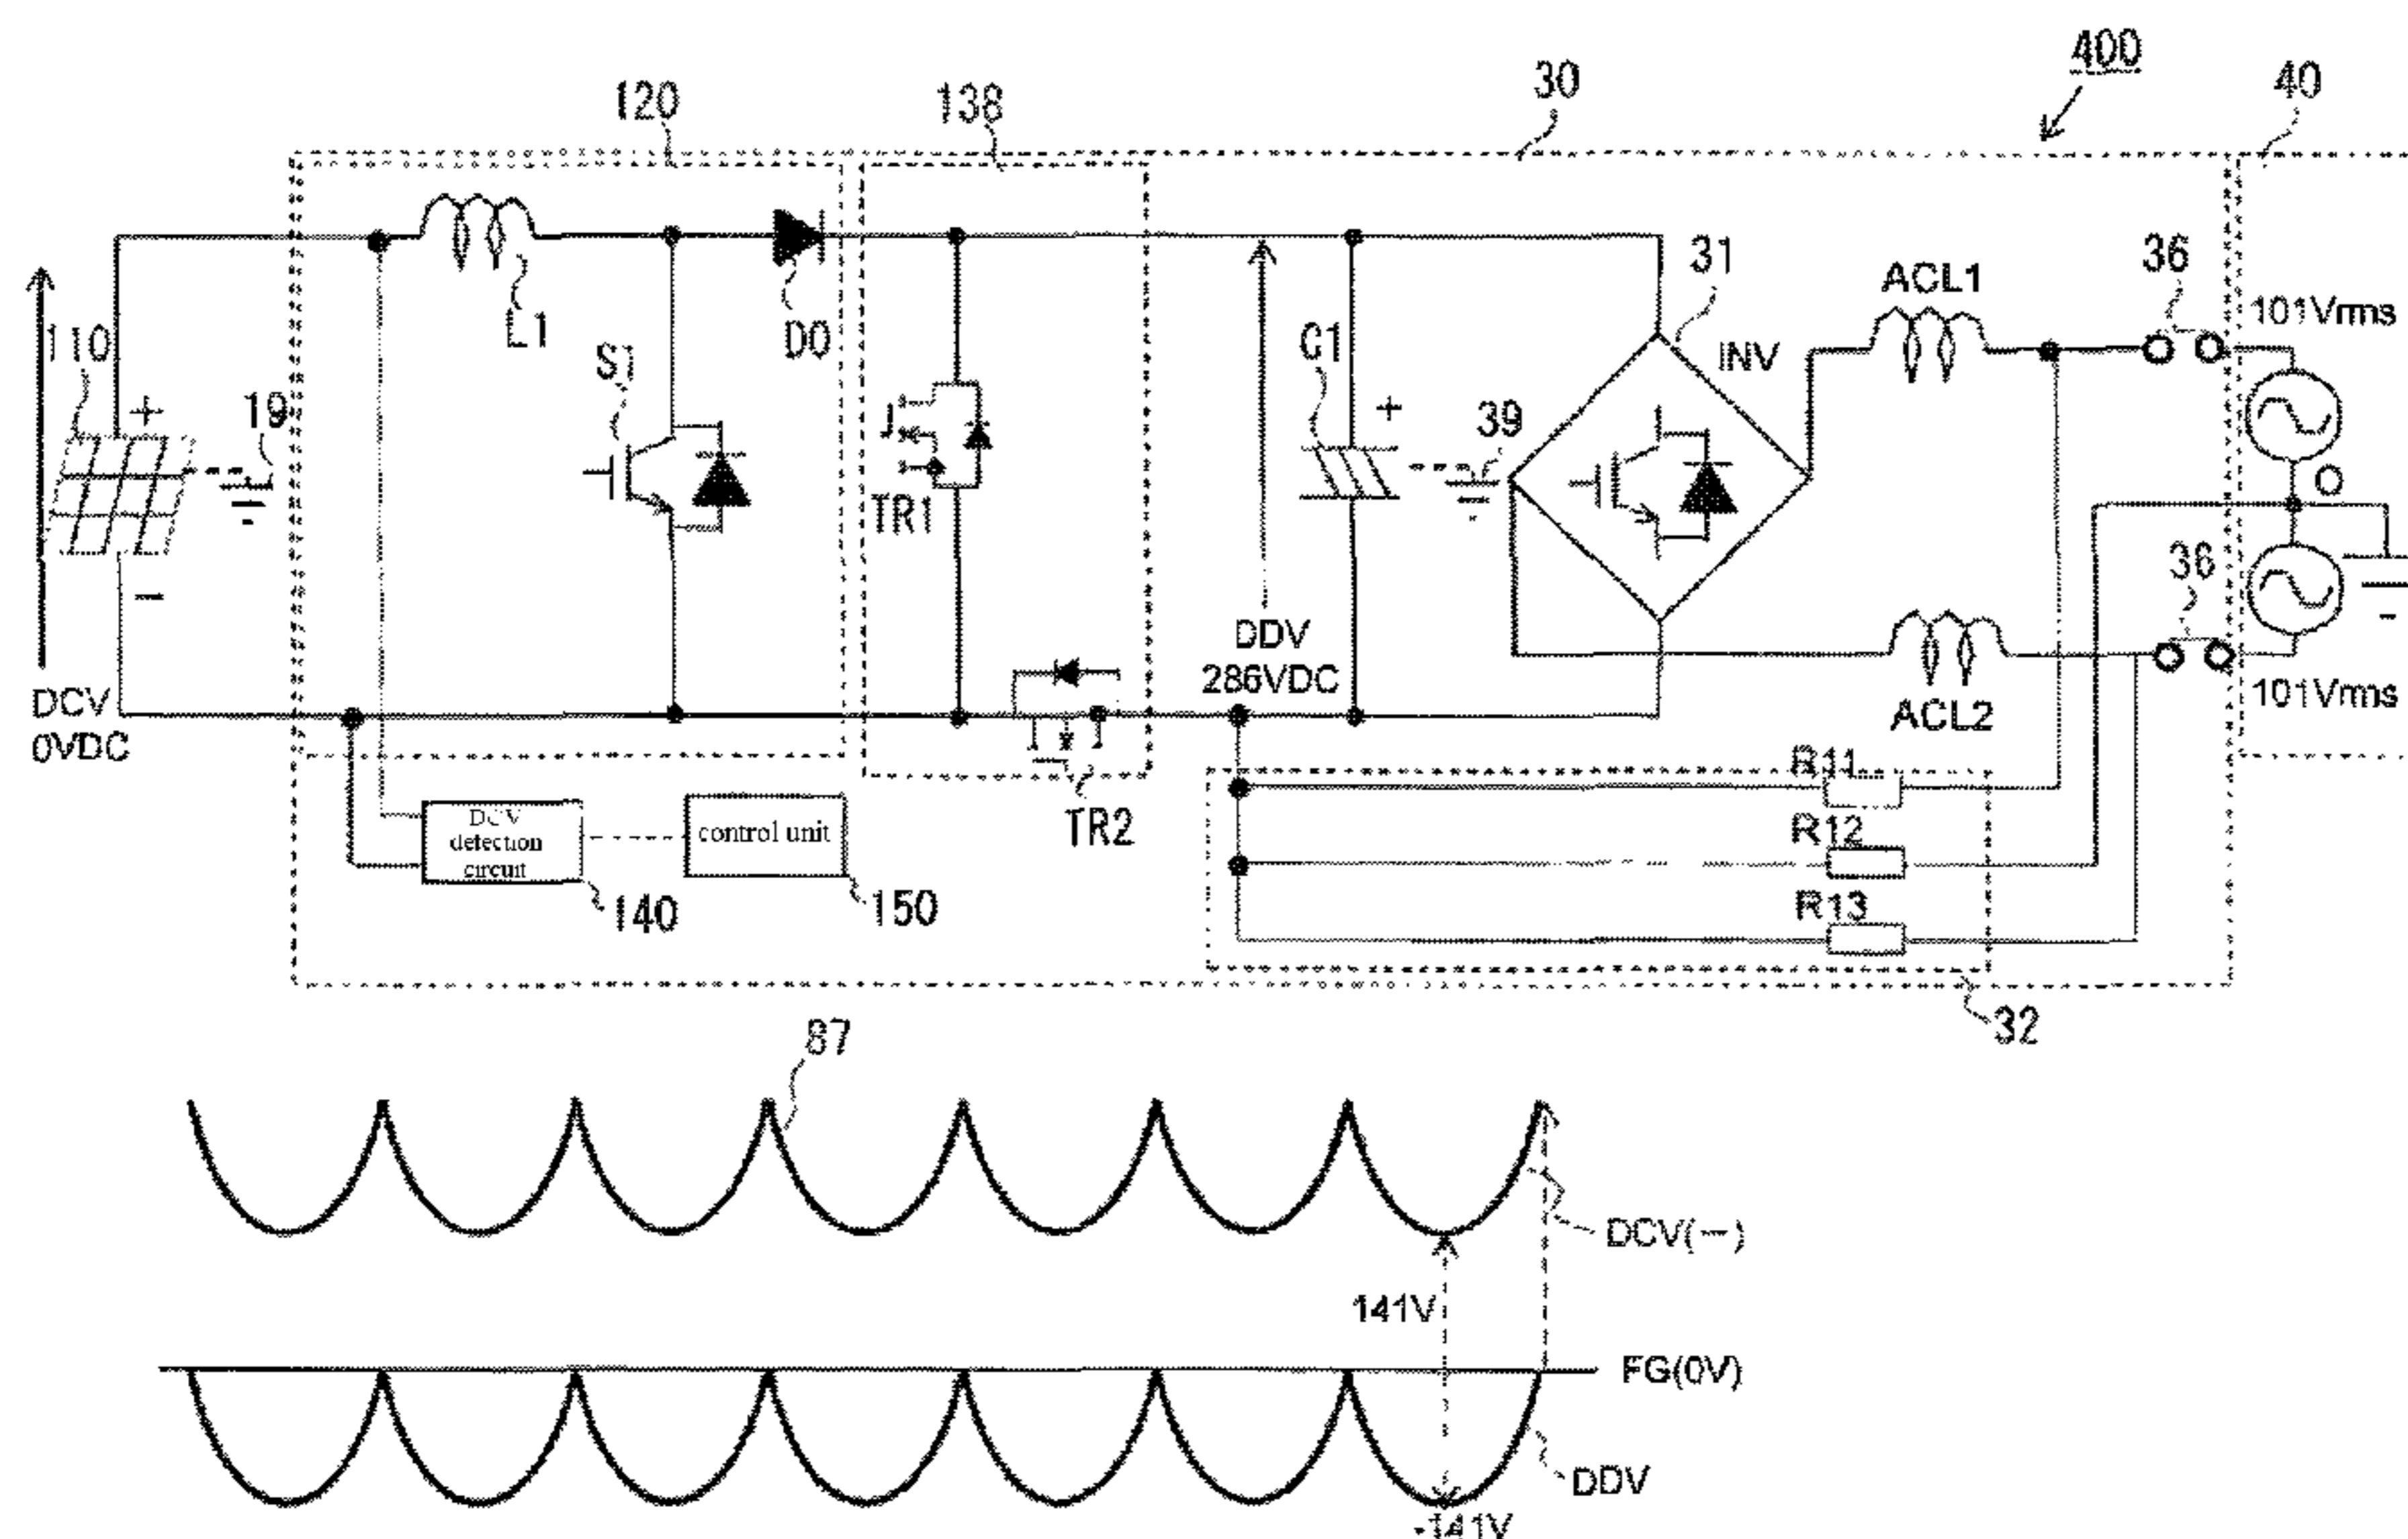 400
120
138
30
40
110
+
19
−
DCV
0VDC
L1
S1
D0
TR1
TR2
DDV
286VDC
C1
+
39
31
INV
ACL1
ACL2
36
36
101Vrms
O
101Vrms
R11
R12
R13
32
DCV
detection
circuit
140
control unit
150
87
DCV(−)
141V
FG(0V)
DDV
-141V